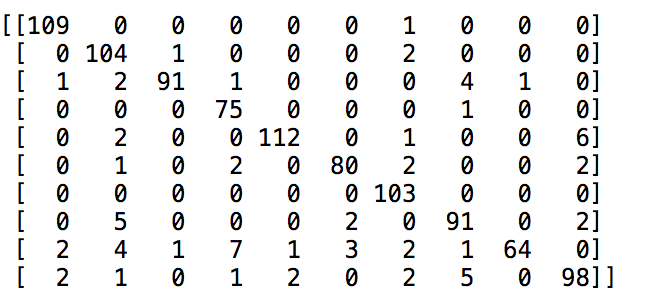 [[109 0 0 0 0 0 1 0 0 0]
[ 0 104 1 0 0 0 2 0 0 0]
[ 1 2 91 1 0 0 0 4 1 0]
[ 0 0 0 75 0 0 0 1 0 0]
[ 0 2 0 0 112 0 1 0 0 6]
[ 0 1 0 2 0 80 2 0 0 2]
[ 0 0 0 0 0 0 103 0 0 0]
[ 0 5 0 0 0 2 0 91 0 2]
[ 2 4 1 7 1 3 2 1 64 0]
[ 2 1 0 1 2 0 2 5 0 98]]